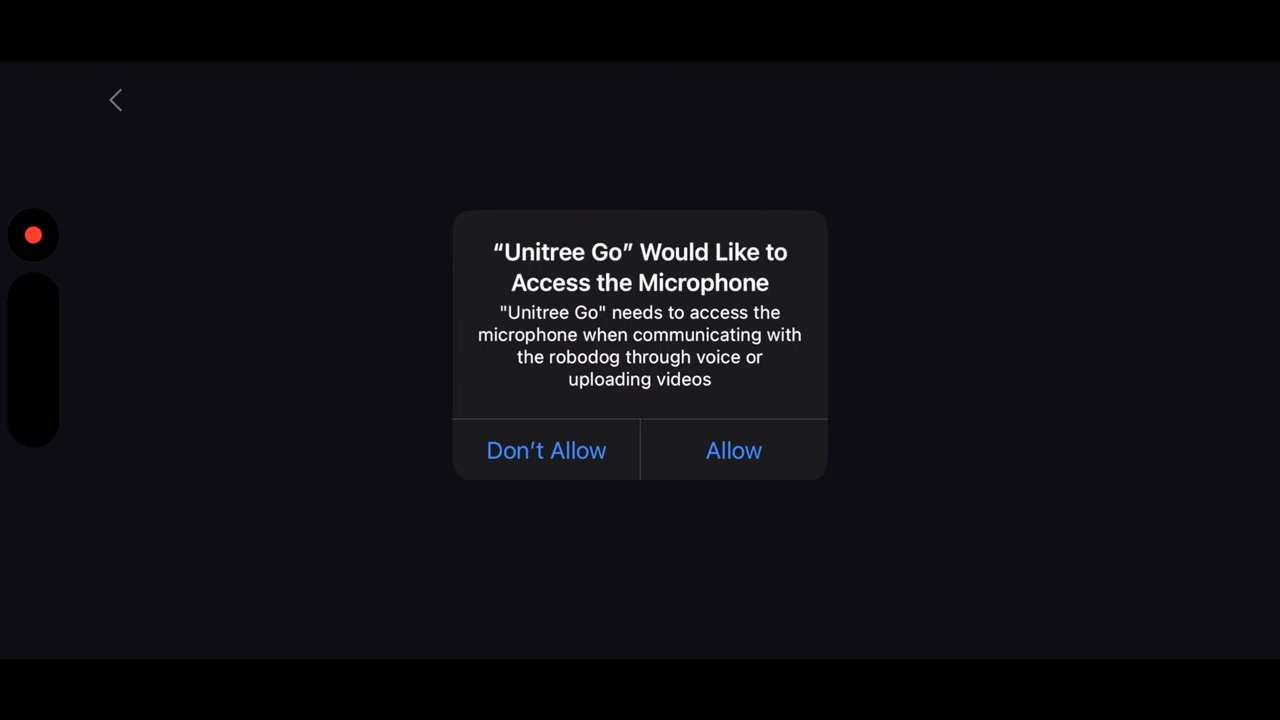 “Unitree Go” Would Like to
Access the Microphone
"Unitree Go" needs to access the
microphone when communicating with
the robodog through voice or
uploading videos
Don’t Allow
Allow